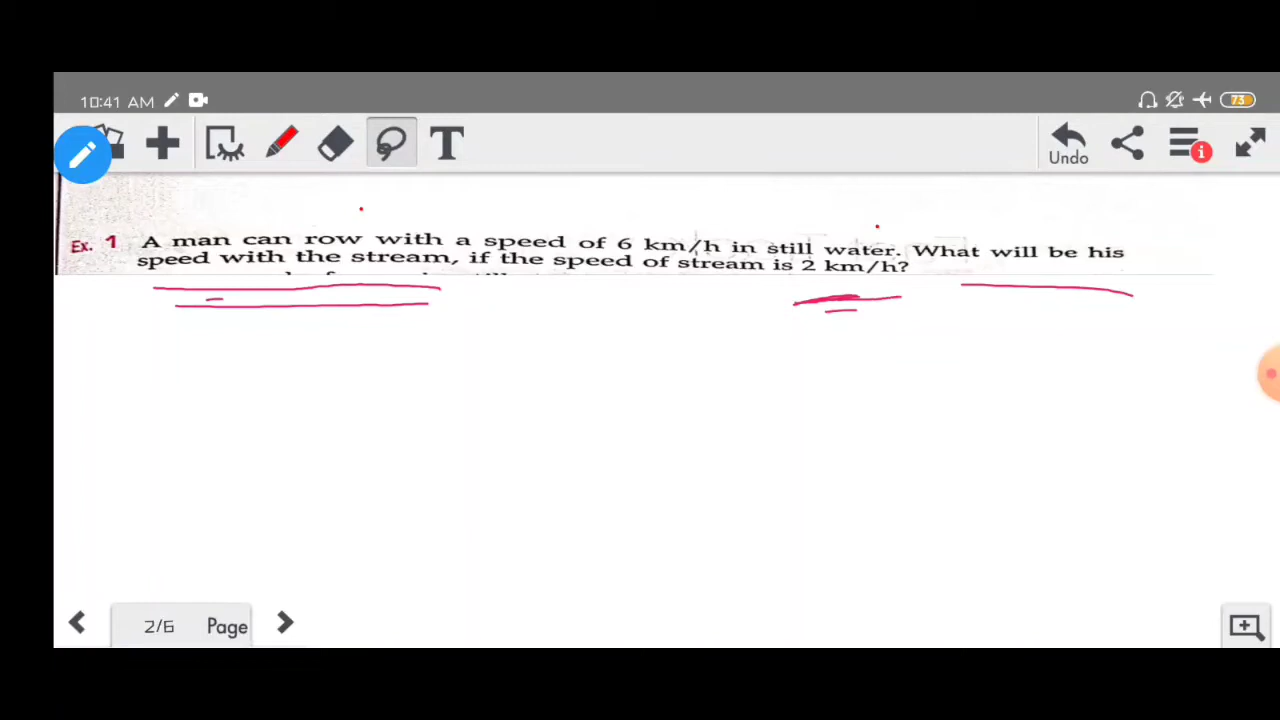 10:41 AM
73
T
Undo
i
Ex. 1 A man can row with a speed of 6 km/h in still water. What will be his
speed with the stream, if the speed of stream is 2 km/h?
2/6 Page